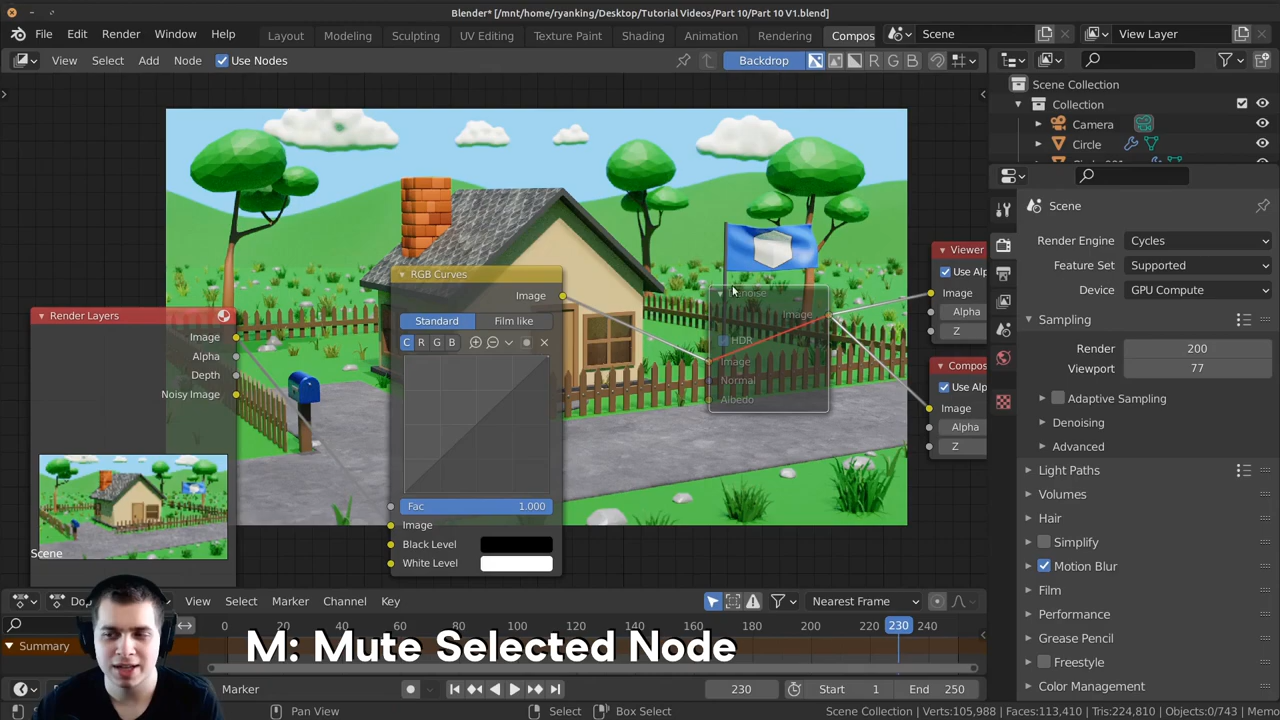 Blender* [/mnt/home/ryanking/Desktop/Tutorial Videos/Part 10/Part 10 V1.blend]
File Edit Render Window Help Layout Modeling Sculpting UV Editing Texture Paint Shading Animation Rendering Compos Scene View Layer
View Select Add Node Use Nodes Backdrop R G B
Scene Collection
Collection
Camera
Circle
Scene
Render Engine Cycles
Feature Set Supported
Device GPU Compute
Sampling
Render 200
Viewport 77
Adaptive Sampling
Denoising
Advanced
Light Paths
Volumes
Hair
Simplify
Motion Blur
Film
Performance
Grease Pencil
Freestyle
Color Management
Render Layers
Image
Alpha
Depth
Noisy Image
Scene
RGB Curves
Image
Standard Film like
C R G B
Fac 1.000
Image
Black Level
White Level
Denoise
Image
HDR
Image
Normal
Albedo
Viewer
Use Alp
Image
Alpha
Z
Compos
Use Alp
Image
Alpha
Z
Do View Select Marker Channel Key Nearest Frame
0 120 140 160 180 200 220 230 240
Summary
M: Mute Selected Node
Marker 230 Start 1 End 250
Pan View Select Box Select Scene Collection | Verts:105,988 | Faces:113,410 | Tris:224,810 | Objects:0/743 | Memo